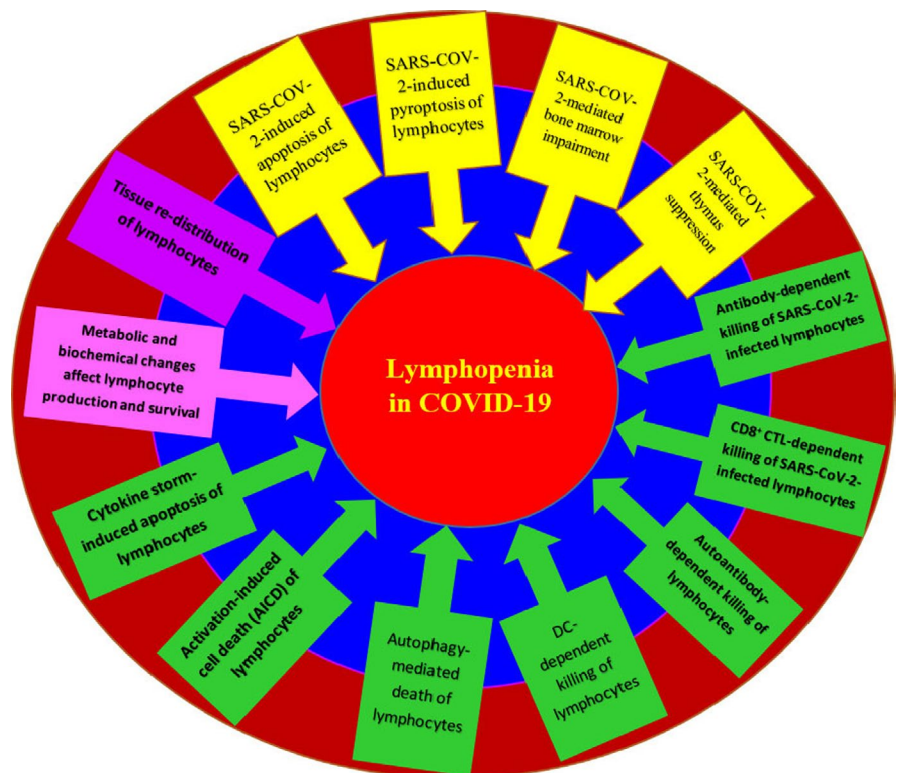 SARS-COV-
2-induced
apoptosis of
lymphocytes
SARS-COV-
2-induced
pyroptosis of
lymphocytes
SARS-COV-
2-mediated
bone marrow
impairment
SARS-COV-
2-mediated
thymus
suppression
Antibody-dependent
killing of SARS-CoV-2-
infected lymphocytes
CD8⁺ CTL-dependent
killing of SARS-CoV-2-
infected lymphocytes
Autoantibody-
dependent killing of
lymphocytes
DC-
dependent
killing of
lymphocytes
Autophagy-
mediated
death of
lymphocytes
Activation-induced
cell death (AICD) of
lymphocytes
Cytokine storm-
induced apoptosis of
lymphocytes
Metabolic and
biochemical changes
affect lymphocyte
production and survival
Tissue re-distribution
of lymphocytes
Lymphopenia
in COVID-19